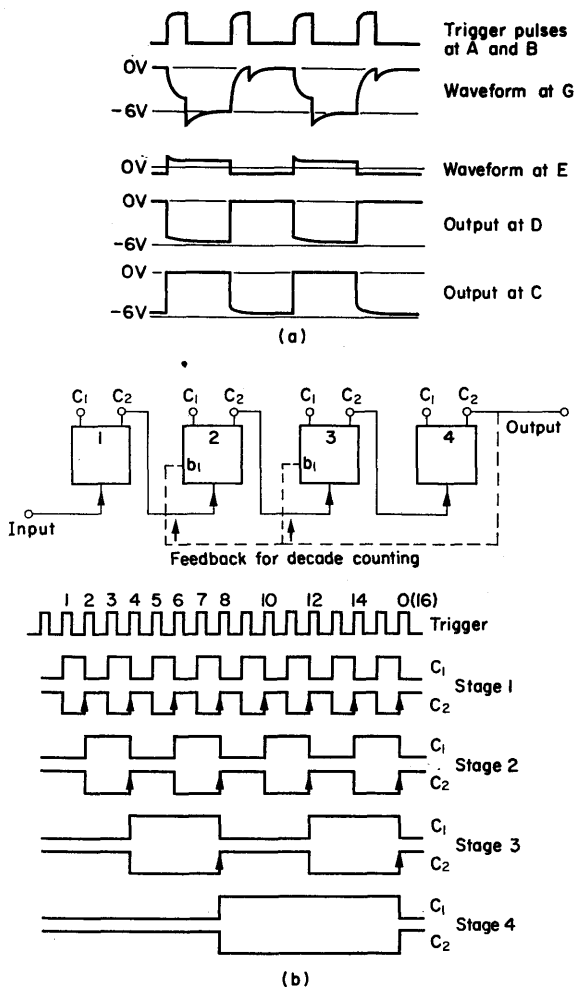 Trigger pulses
at A and B
0V
Waveform at G
-6V
0V
Waveform at E
0V
Output at D
-6V
0V
Output at C
-6V
(a)
C1 C2 C1 C2 C1 C2 C1 C2
1 2 3 4
Output
b1 b1
Input
Feedback for decade counting
1 2 3 4 5 6 7 8 10 12 14 0(16)
Trigger
C1
Stage 1
C2
C1
Stage 2
C2
C1
Stage 3
C2
C1
Stage 4
C2
(b)